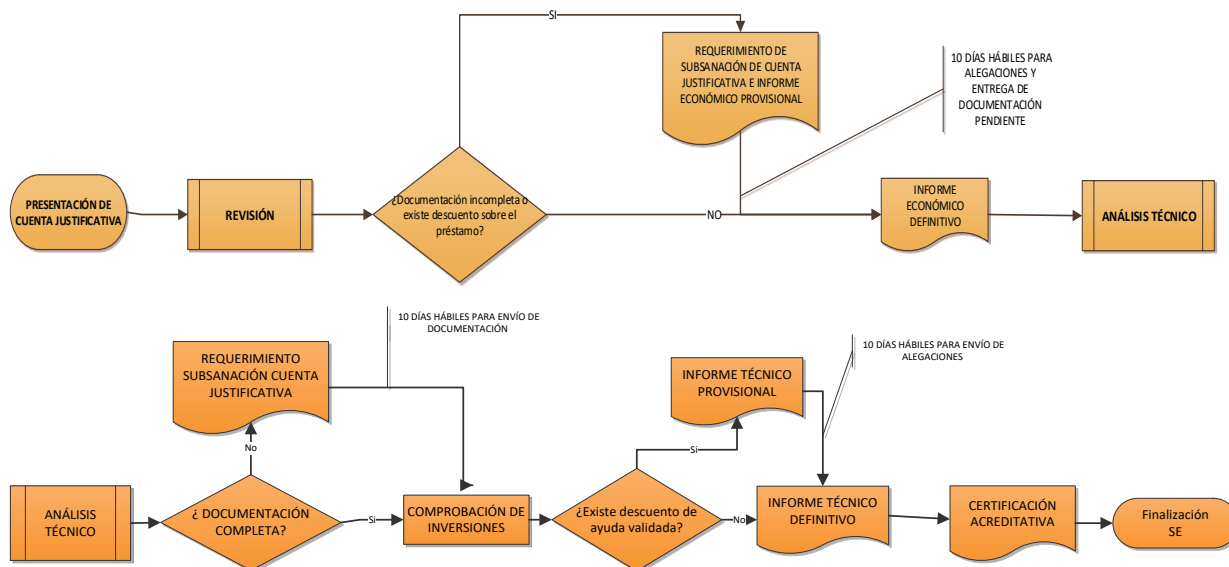 SI
REQUERIMIENTO DE
SUBSANACIÓN DE CUENTA
JUSTIFICATIVA E INFORME
ECONÓMICO PROVISIONAL
10 DÍAS HÁBILES PARA
ALEGACIONES Y
ENTREGA DE
DOCUMENTACIÓN
PENDIENTE
PRESENTACIÓN DE
CUENTA JUSTIFICATIVA
REVISIÓN
¿Documentación incompleta o
existe descuento sobre el
préstamo?
NO
INFORME
ECONÓMICO
DEFINITIVO
ANÁLISIS TÉCNICO
10 DÍAS HÁBILES PARA ENVÍO DE
DOCUMENTACIÓN
REQUERIMIENTO
SUBSANACIÓN CUENTA
JUSTIFICATIVA
INFORME TÉCNICO
PROVISIONAL
10 DÍAS HÁBILES PARA ENVÍO DE
ALEGACIONES
No
Si
ANÁLISIS
TÉCNICO
¿ DOCUMENTACIÓN
COMPLETA?
Si
COMPROBACIÓN DE
INVERSIONES
¿Existe descuento de
ayuda validada?
No
INFORME TÉCNICO
DEFINITIVO
CERTIFICACIÓN
ACREDITATIVA
Finalización
SE